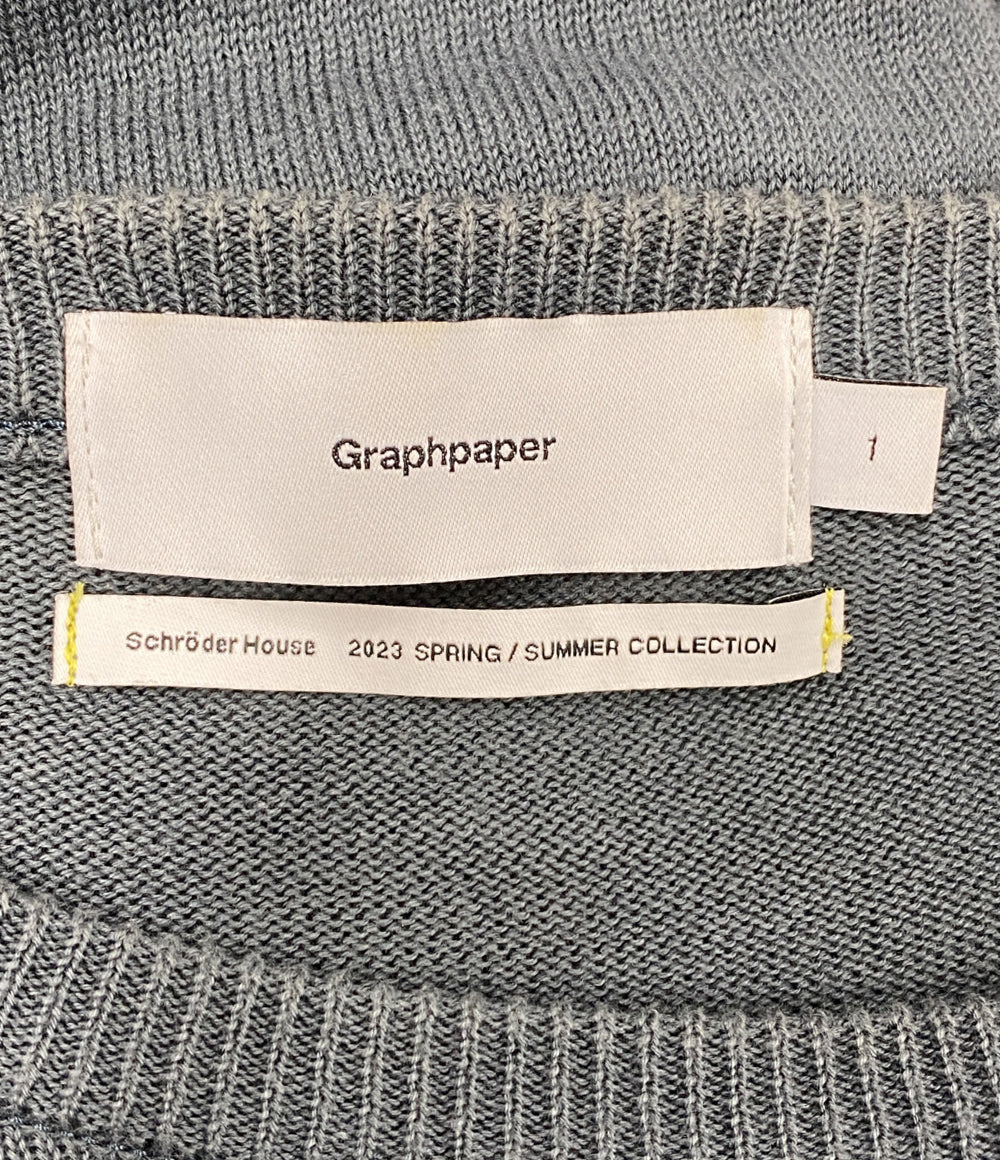 Graphpaper
1
Schröder House 2023 SPRING / SUMMER COLLECTION